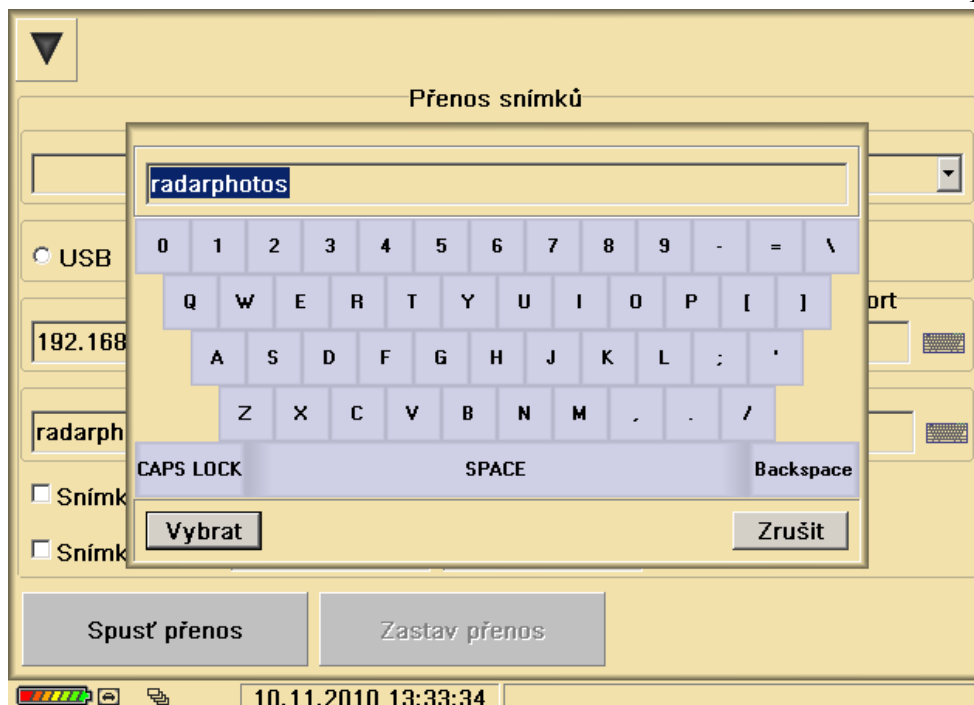 Přenos snímků
radarphotos
0 1 2 3 4 5 6 7 8 9 - = \
USB
Q W E R T Y U I O P [ ]
ort
192.168
A S D F G H J K L ; '
Z X C V B N M , . /
radarph
CAPS LOCK SPACE Backspace
Snímk
Vybrat Zrušit
Snímk
Spusť přenos Zastav přenos
10.11.2010 13:33:34